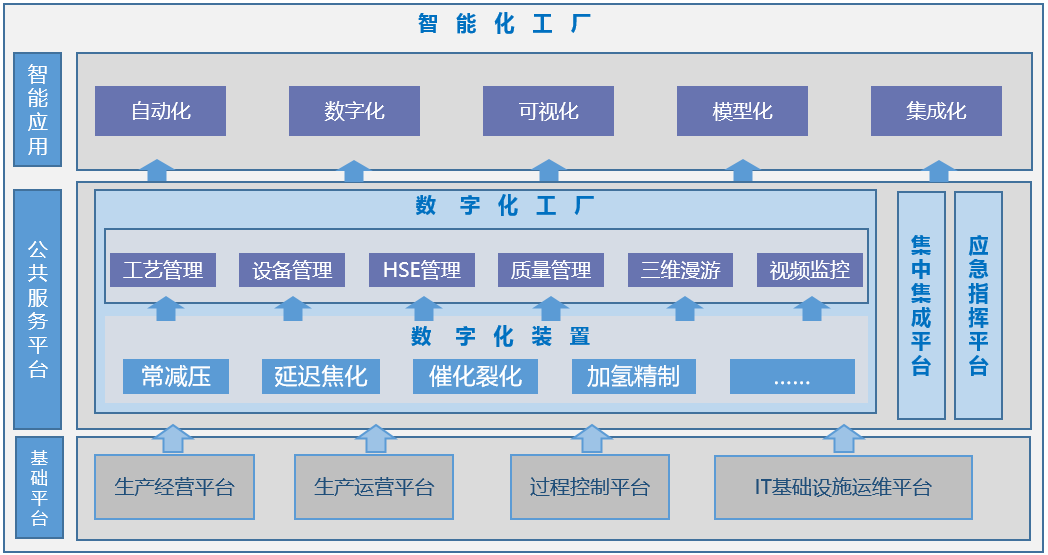 智能化工厂
智能应用
自动化
数字化
可视化
模型化
集成化
公共服务平台
数字化工厂
工艺管理
设备管理
HSE管理
质量管理
三维漫游
视频监控
数字化装置
常减压
延迟焦化
催化裂化
加氢精制
......
集中集成平台
应急指挥平台
基础平台
生产经营平台
生产运营平台
过程控制平台
IT基础设施运维平台